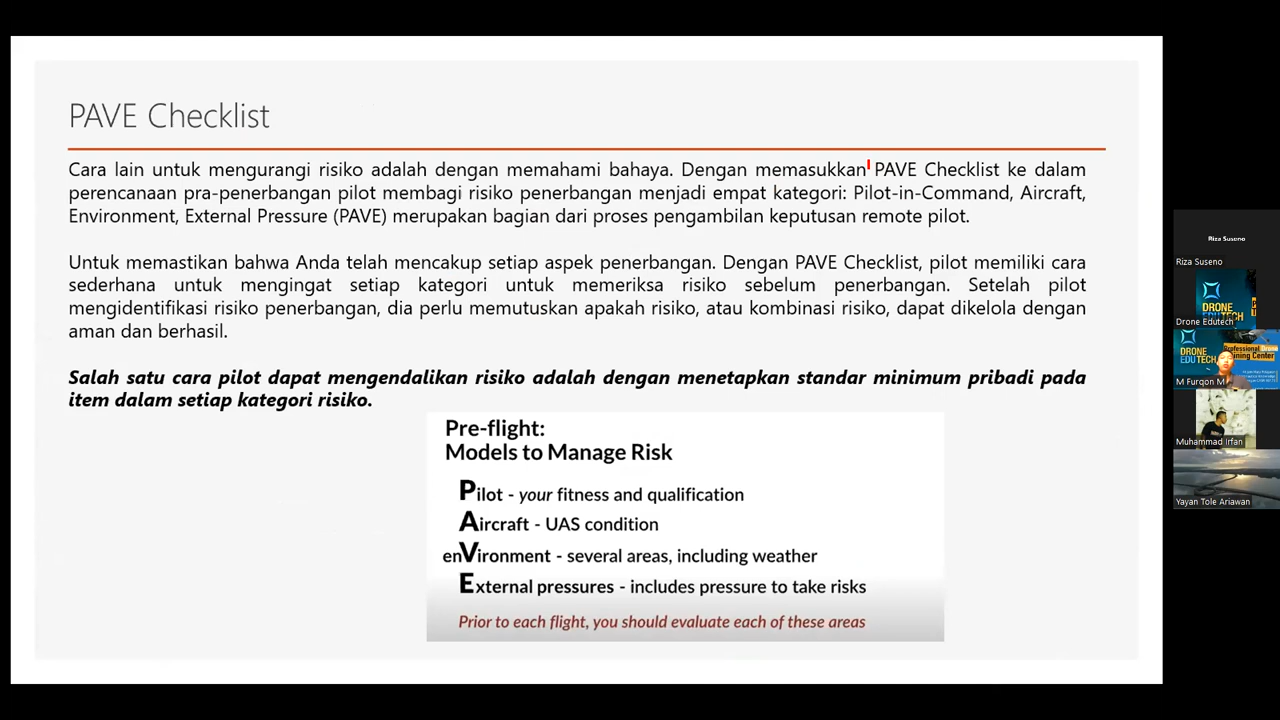 PAVE Checklist
Cara lain untuk mengurangi risiko adalah dengan memahami bahaya. Dengan memasukkan PAVE Checklist ke dalam
perencanaan pra-penerbangan pilot membagi risiko penerbangan menjadi empat kategori: Pilot-in-Command, Aircraft,
Environment, External Pressure (PAVE) merupakan bagian dari proses pengambilan keputusan remote pilot.
Untuk memastikan bahwa Anda telah mencakup setiap aspek penerbangan. Dengan PAVE Checklist, pilot memiliki cara
sederhana untuk mengingat setiap kategori untuk memeriksa risiko sebelum penerbangan. Setelah pilot
mengidentifikasi risiko penerbangan, dia perlu memutuskan apakah risiko, atau kombinasi risiko, dapat dikelola dengan
aman dan berhasil.
Salah satu cara pilot dapat mengendalikan risiko adalah dengan menetapkan standar minimum pribadi pada
item dalam setiap kategori risiko.
Pre-flight:
Models to Manage Risk
Pilot - your fitness and qualification
Aircraft - UAS condition
enVironment - several areas, including weather
External pressures - includes pressure to take risks
Prior to each flight, you should evaluate each of these areas
Riza Suseno
Riza Suseno
DRONE
EDUTECH
Drone Edutech
DRONE
EDUTECH
Professional Drone
Training Center
M Furqon M
Muhammad Irfan
Yayan Tole Ariawan